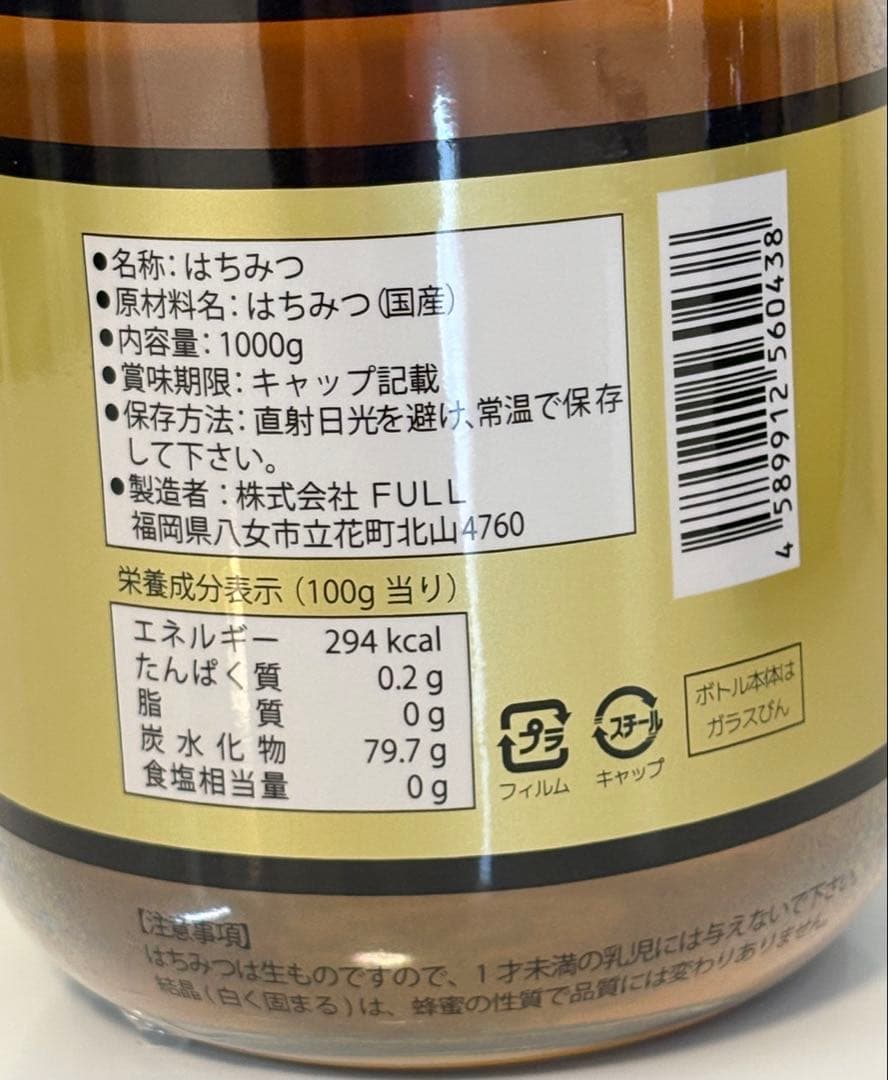 ●名称：はちみつ
●原材料名：はちみつ（国産）
●内容量：1000g
●賞味期限：キャップ記載
●保存方法：直射日光を避け、常温で保存
して下さい。
●製造者：株式会社 FULL
福岡県八女市立花町北山4760
4 589912 560438
栄養成分表示（100g 当り）
エネルギー 294 kcal
たんぱく質 0.2 g
脂質 0 g
炭水化物 79.7 g
食塩相当量 0 g
プラ
フィルム
スチール
キャップ
ボトル本体は
ガラスびん
【注意事項】
はちみつは生ものですので、1才未満の乳児には与えないで下さい。
結晶（白く固まる）は、蜂蜜の性質で品質には変わりありません。